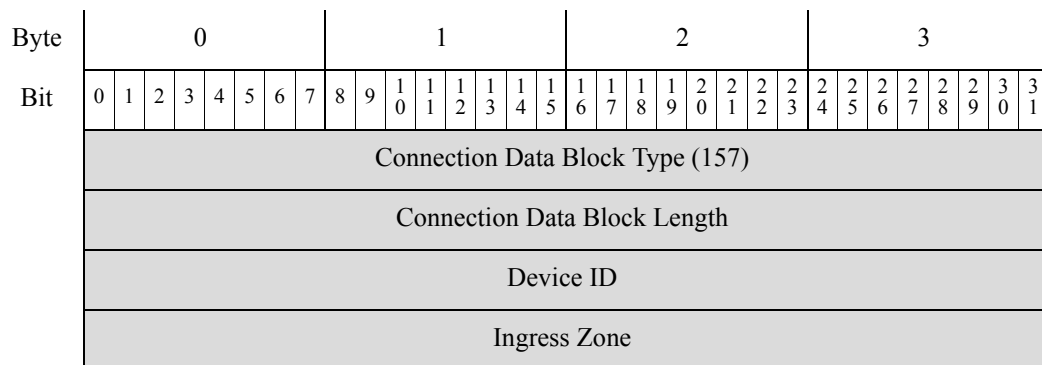 Byte 0 1 2 3
Bit 0 1 2 3 4 5 6 7 8 9 10 11 12 13 14 15 16 17 18 19 20 21 22 23 24 25 26 27 28 29 30 31
Connection Data Block Type (157)
Connection Data Block Length
Device ID
Ingress Zone